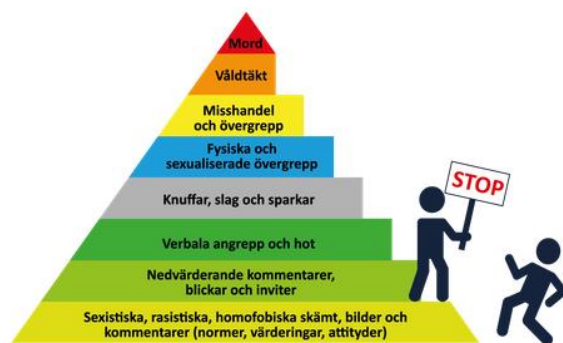 Mord
Våldtäkt
Misshandel
och övergrepp
Fysiska och
sexualiserade övergrepp
Knuffar, slag och sparkar
Verbala angrepp och hot
Nedvärderande kommentarer,
blickar och inviter
Sexistiska, rasistiska, homofobiska skämt, bilder och
kommentarer (normer, värderingar, attityder)
STOP